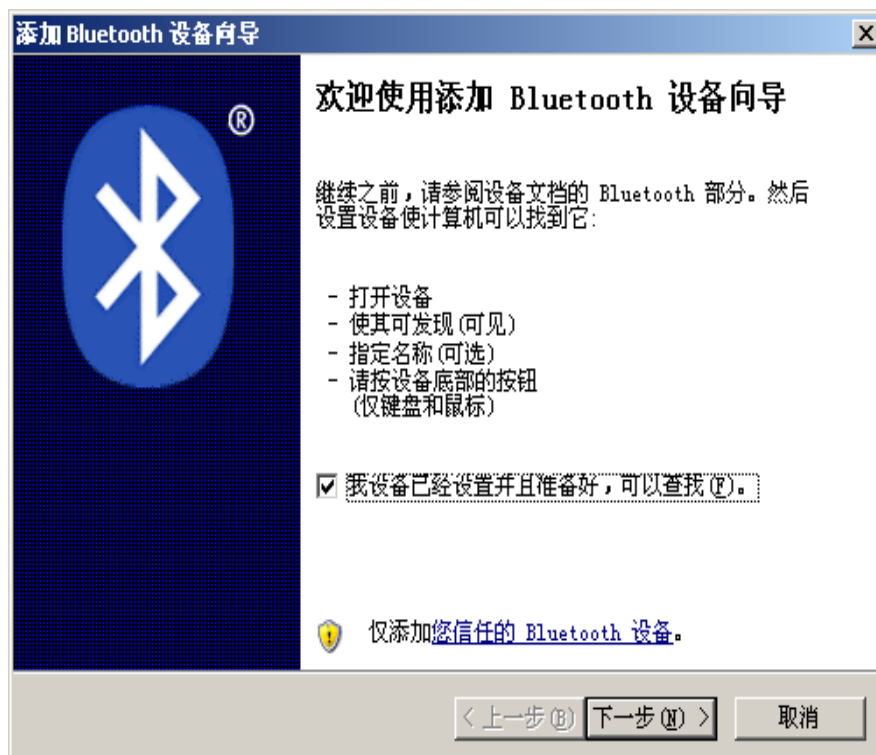 添加 Bluetooth 设备向导
®
欢迎使用添加 Bluetooth 设备向导
继续之前，请参阅设备文档的 Bluetooth 部分。然后
设置设备使计算机可以找到它:
- 打开设备
- 使其可发现(可见)
- 指定名称(可选)
- 请按设备底部的按钮
(仅键盘和鼠标)
我设备已经设置并且准备好，可以查找(F)。
仅添加您信任的 Bluetooth 设备。
< 上一步(B) 下一步(N) > 取消